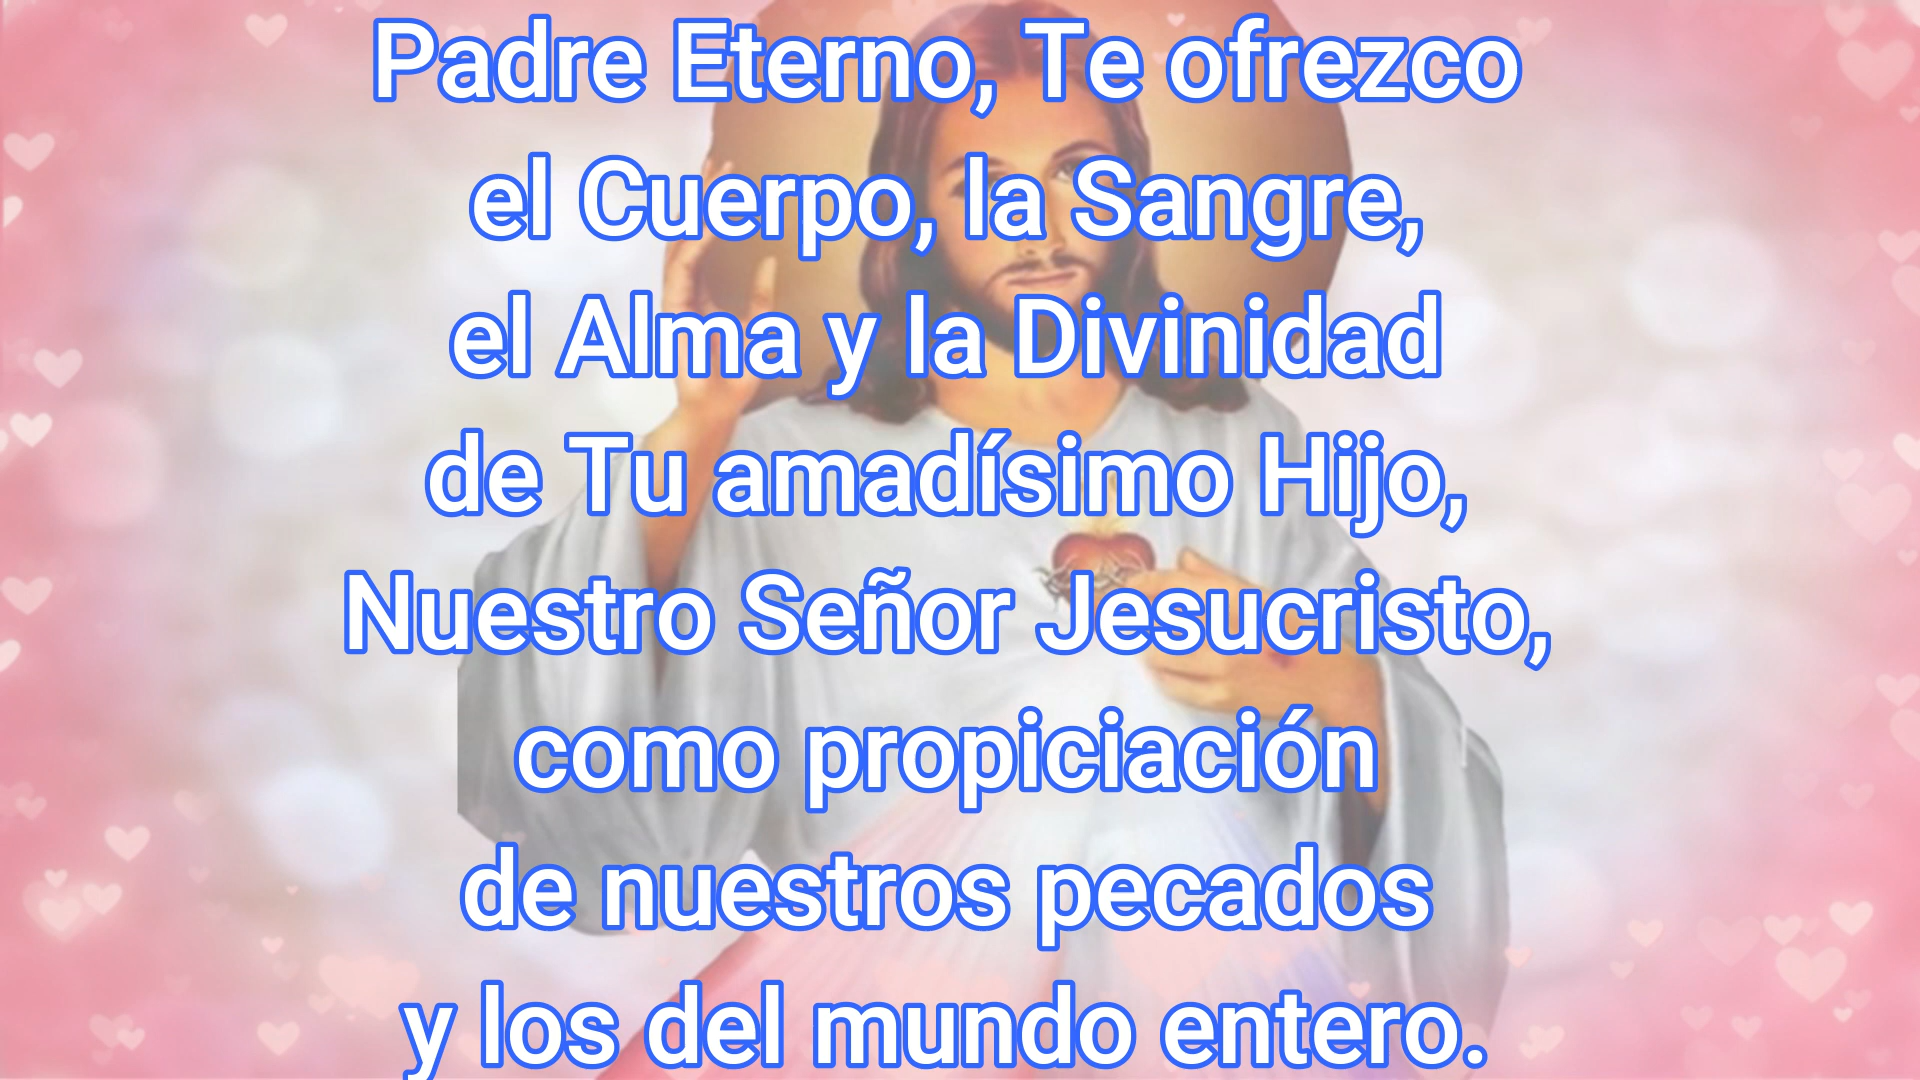 Padre Eterno, Te ofrezco
el Cuerpo, la Sangre,
el Alma y la Divinidad
de Tu amadísimo Hijo,
Nuestro Señor Jesucristo,
como propiciación
de nuestros pecados
y los del mundo entero.